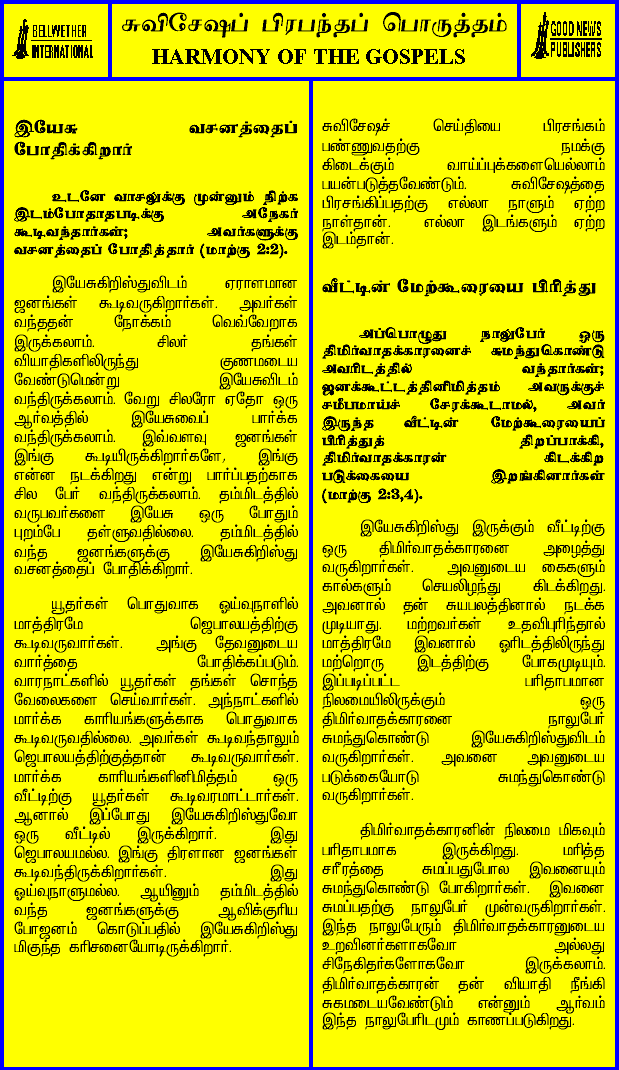 BELLWETHER
INTERNATIONAL
சுவிசேஷப் பிரபந்தப் பொருத்தம்
HARMONY OF THE GOSPELS
GOOD NEWS
PUBLISHERS
இயேசு வசனத்தைப்
போதிக்கிறார்
உடனே வாசலுக்கு முன்னும் நிற்க
இடம்போதாதபடிக்கு அநேகர்
கூடிவந்தார்கள்; அவர்களுக்கு
வசனத்தைப் போதித்தார் (மாற்கு 2:2).
இயேசுகிறிஸ்துவிடம் ஏராளமான
ஜனங்கள் கூடிவருகிறார்கள். அவர்கள்
வந்ததன் நோக்கம் வெவ்வேறாக
இருக்கலாம். சிலர் தங்கள்
வியாதிகளிலிருந்து குணமடைய
வேண்டுமென்று இயேசுவிடம்
வந்திருக்கலாம். வேறு சிலரோ ஏதோ ஒரு
ஆர்வத்தில் இயேசுவைப் பார்க்க
வந்திருக்கலாம். இவ்வளவு ஜனங்கள்
இங்கு கூடியிருக்கிறார்களே, இங்கு
என்ன நடக்கிறது என்று பார்ப்பதற்காக
சில பேர் வந்திருக்கலாம். தம்மிடத்தில்
வருபவர்களை இயேசு ஒரு போதும்
புறம்பே தள்ளுவதில்லை. தம்மிடத்தில்
வந்த ஜனங்களுக்கு இயேசுகிறிஸ்து
வசனத்தைப் போதிக்கிறார்.
யூதர்கள் பொதுவாக ஓய்வுநாளில்
மாத்திரமே ஜெபாலயத்திற்கு
கூடிவருவார்கள். அங்கு தேவனுடைய
வார்த்தை போதிக்கப்படும்.
வாரநாட்களில் யூதர்கள் தங்கள் சொந்த
வேலைகளை செய்வார்கள். அந்நாட்களில்
மார்க்க காரியங்களுக்காக பொதுவாக
கூடிவருவதில்லை. அவர்கள் கூடிவந்தாலும்
ஜெபாலயத்திற்குத்தான் கூடிவருவார்கள்.
மார்க்க காரியங்களினிமித்தம் ஒரு
வீட்டிற்கு யூதர்கள் கூடிவரமாட்டார்கள்.
ஆனால் இப்போது இயேசுகிறிஸ்துவோ
ஒரு வீட்டில் இருக்கிறார். இது
ஜெபாலயமல்ல. இங்கு திரளான ஜனங்கள்
கூடிவந்திருக்கிறார்கள். இது
ஓய்வுநாளுமல்ல. ஆயினும் தம்மிடத்தில்
வந்த ஜனங்களுக்கு ஆவிக்குரிய
போஜனம் கொடுப்பதில் இயேசுகிறிஸ்து
மிகுந்த கரிசனையோடிருக்கிறார்.
சுவிசேஷச் செய்தியை பிரசங்கம்
பண்ணுவதற்கு நமக்கு
கிடைக்கும் வாய்ப்புக்களையெல்லாம்
பயன்படுத்தவேண்டும். சுவிசேஷத்தை
பிரசங்கிப்பதற்கு எல்லா நாளும் ஏற்ற
நாள்தான். எல்லா இடங்களும் ஏற்ற
இடம்தான்.
வீட்டின் மேற்கூரையை பிரித்து
அப்பொழுது நாலுபேர் ஒரு
திமிர்வாதக்காரனைச் சுமந்துகொண்டு
அவரிடத்தில் வந்தார்கள்;
ஜனக்கூட்டத்தினிமித்தம் அவருக்குச்
சமீபமாய்ச் சேரக்கூடாமல், அவர்
இருந்த வீட்டின் மேற்கூரையைப்
பிரித்துத் திறப்பாக்கி,
திமிர்வாதக்காரன் கிடக்கிற
படுக்கையை இறங்கினார்கள்
(மாற்கு 2:3,4).
இயேசுகிறிஸ்து இருக்கும் வீட்டிற்கு
ஒரு திமிர்வாதக்காரனை அழைத்து
வருகிறார்கள். அவனுடைய கைகளும்
கால்களும் செயலிழந்து கிடக்கிறது.
அவனால் தன் சுயபலத்தினால் நடக்க
முடியாது. மற்றவர்கள் உதவிபுரிந்தால்
மாத்திரமே இவனால் ஓரிடத்திலிருந்து
மற்றொரு இடத்திற்கு போகமுடியும்.
இப்படிப்பட்ட பரிதாபமான
நிலமையிலிருக்கும் ஒரு
திமிர்வாதக்காரனை நாலுபேர்
சுமந்துகொண்டு இயேசுகிறிஸ்துவிடம்
வருகிறார்கள். அவனை அவனுடைய
படுக்கையோடு சுமந்துகொண்டு
வருகிறார்கள்.
திமிர்வாதக்காரனின் நிலமை மிகவும்
பரிதாபமாக இருக்கிறது. மரித்த
சரீரத்தை சுமப்பதுபோல இவனையும்
சுமந்துகொண்டு போகிறார்கள். இவனை
சுமப்பதற்கு நாலுபேர் முன்வருகிறார்கள்.
இந்த நாலுபேரும் திமிர்வாதக்காரனுடைய
உறவினர்களாகவோ அல்லது
சிநேகிதர்களோகவோ இருக்கலாம்.
திமிர்வாதக்காரன் தன் வியாதி நீங்கி
சுகமடையவேண்டும் என்னும் ஆர்வம்
இந்த நாலுபேரிடமும் காணப்படுகிறது.